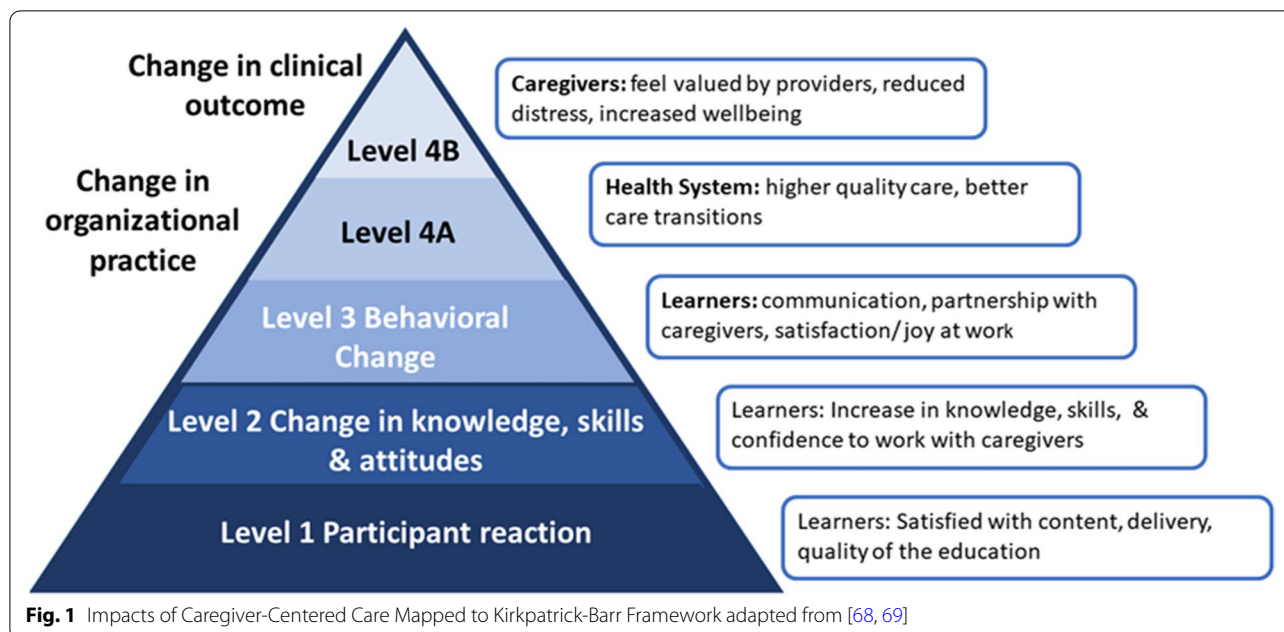 Change in clinical
outcome
Caregivers: feel valued by providers, reduced
distress, increased wellbeing
Level 4B
Change in
organizational
practice
Health System: higher quality care, better
care transitions
Level 4A
Level 3 Behavioral
Change
Learners: communication, partnership with
caregivers, satisfaction/joy at work
Level 2 Change in knowledge, skills
& attitudes
Learners: Increase in knowledge, skills, &
confidence to work with caregivers
Level 1 Participant reaction
Learners: Satisfied with content, delivery,
quality of the education
Fig. 1 Impacts of Caregiver-Centered Care Mapped to Kirkpatrick-Barr Framework adapted from [68, 69]